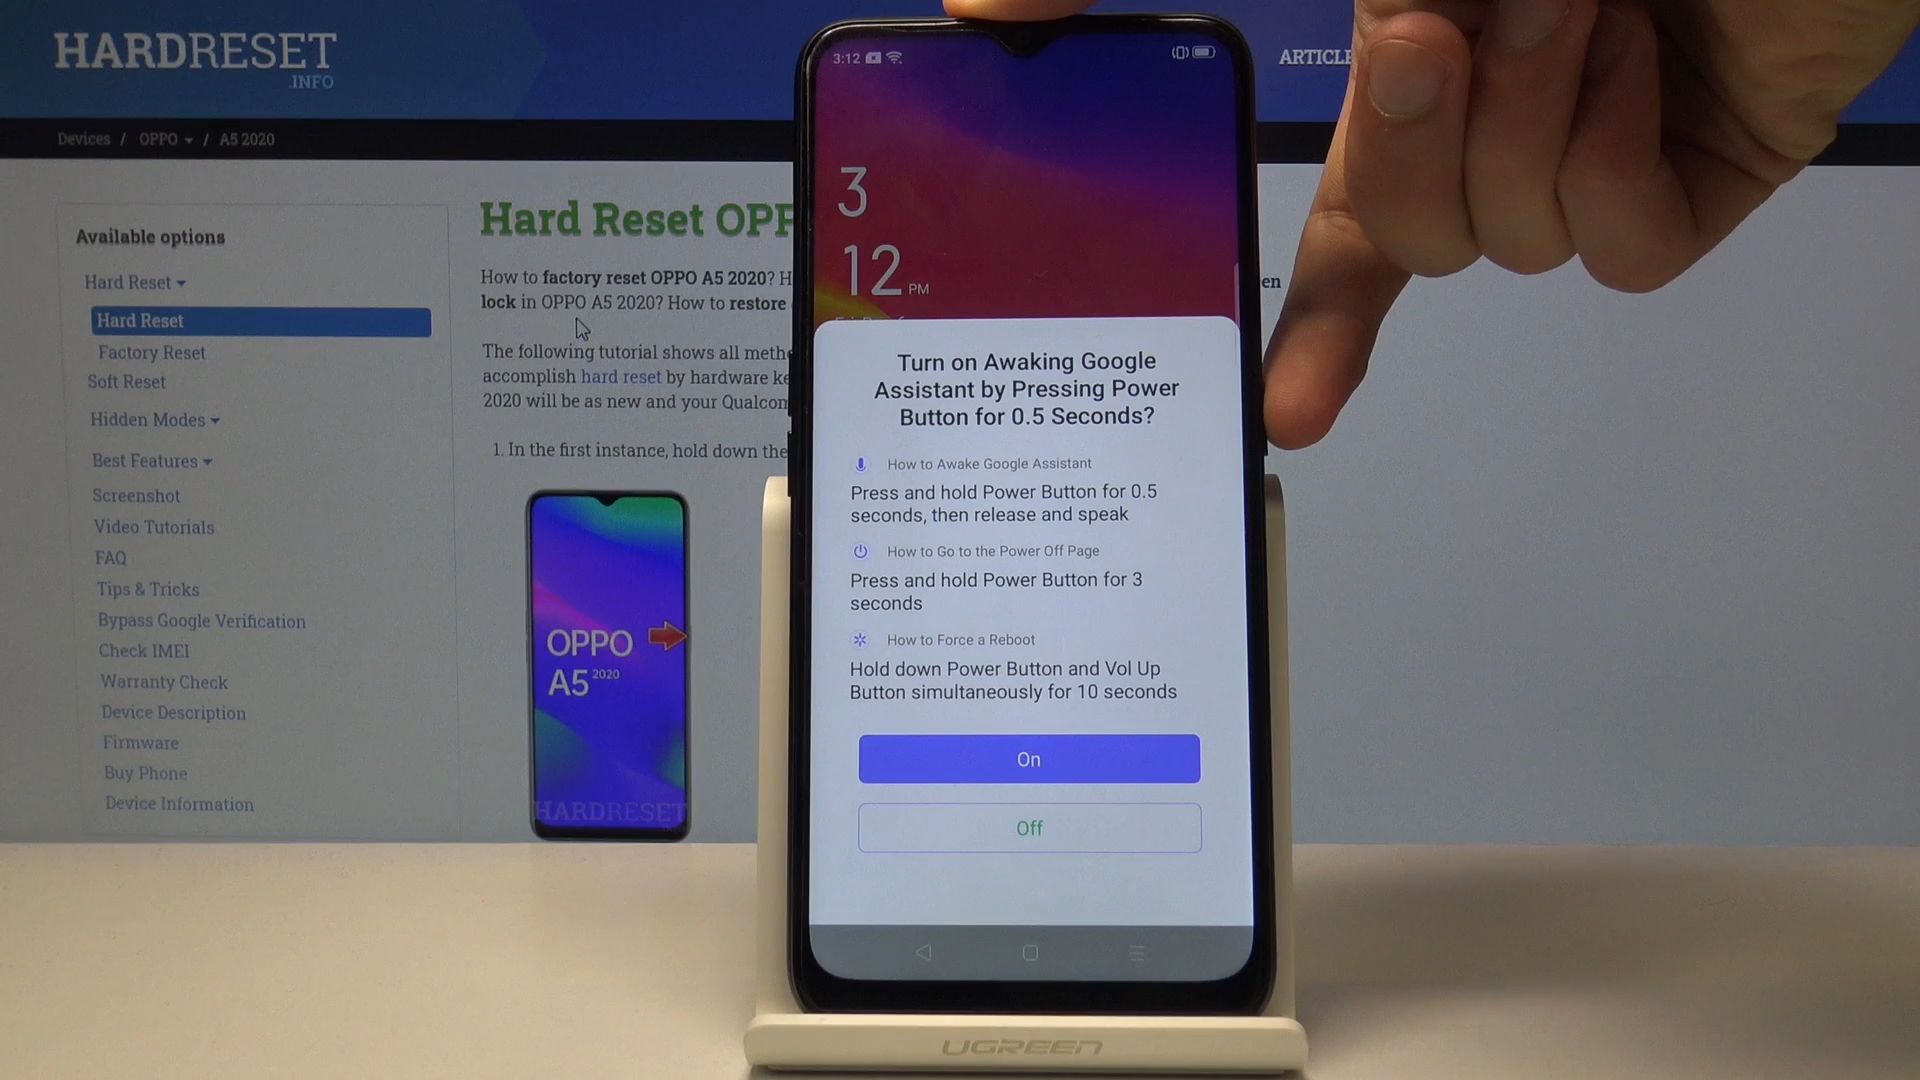 HARDRESET
.INFO
ARTICLE
Devices / OPPO / A5 2020
Available options
Hard Reset
Hard Reset
Factory Reset
Soft Reset
Hidden Modes
Best Features
Screenshot
Video Tutorials
FAQ
Tips & Tricks
Bypass Google Verification
Check IMEI
Warranty Check
Device Description
Firmware
Buy Phone
Device Information
Hard Reset OPP
How to factory reset OPPO A5 2020? H
lock in OPPO A5 2020? How to restore
een
The following tutorial shows all meth
accomplish hard reset by hardware ke
2020 will be as new and your Qualcon
1. In the first instance, hold down the
OPPO
A5 2020
HARDRESET
3:12
3
12 PM
Turn on Awaking Google
Assistant by Pressing Power
Button for 0.5 Seconds?
How to Awake Google Assistant
Press and hold Power Button for 0.5
seconds, then release and speak
How to Go to the Power Off Page
Press and hold Power Button for 3
seconds
How to Force a Reboot
Hold down Power Button and Vol Up
Button simultaneously for 10 seconds
On
Off
UGREEN